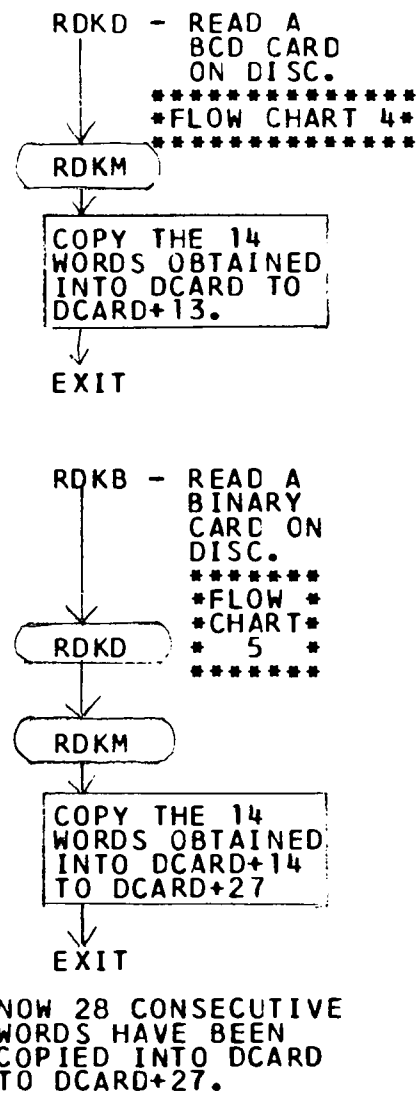 RDKD - READ A
BCD CARD
ON DISC.
**************
*FLOW CHART 4*
**************
RDKM
COPY THE 14
WORDS OBTAINED
INTO DCARD TO
DCARD+13.
EXIT
RDKB - READ A
BINARY
CARD ON
DISC.
*******
*FLOW *
*CHART*
* 5 *
*******
RDKD
RDKM
COPY THE 14
WORDS OBTAINED
INTO DCARD+14
TO DCARD+27
EXIT
NOW 28 CONSECUTIVE
WORDS HAVE BEEN
COPIED INTO DCARD
TO DCARD+27.